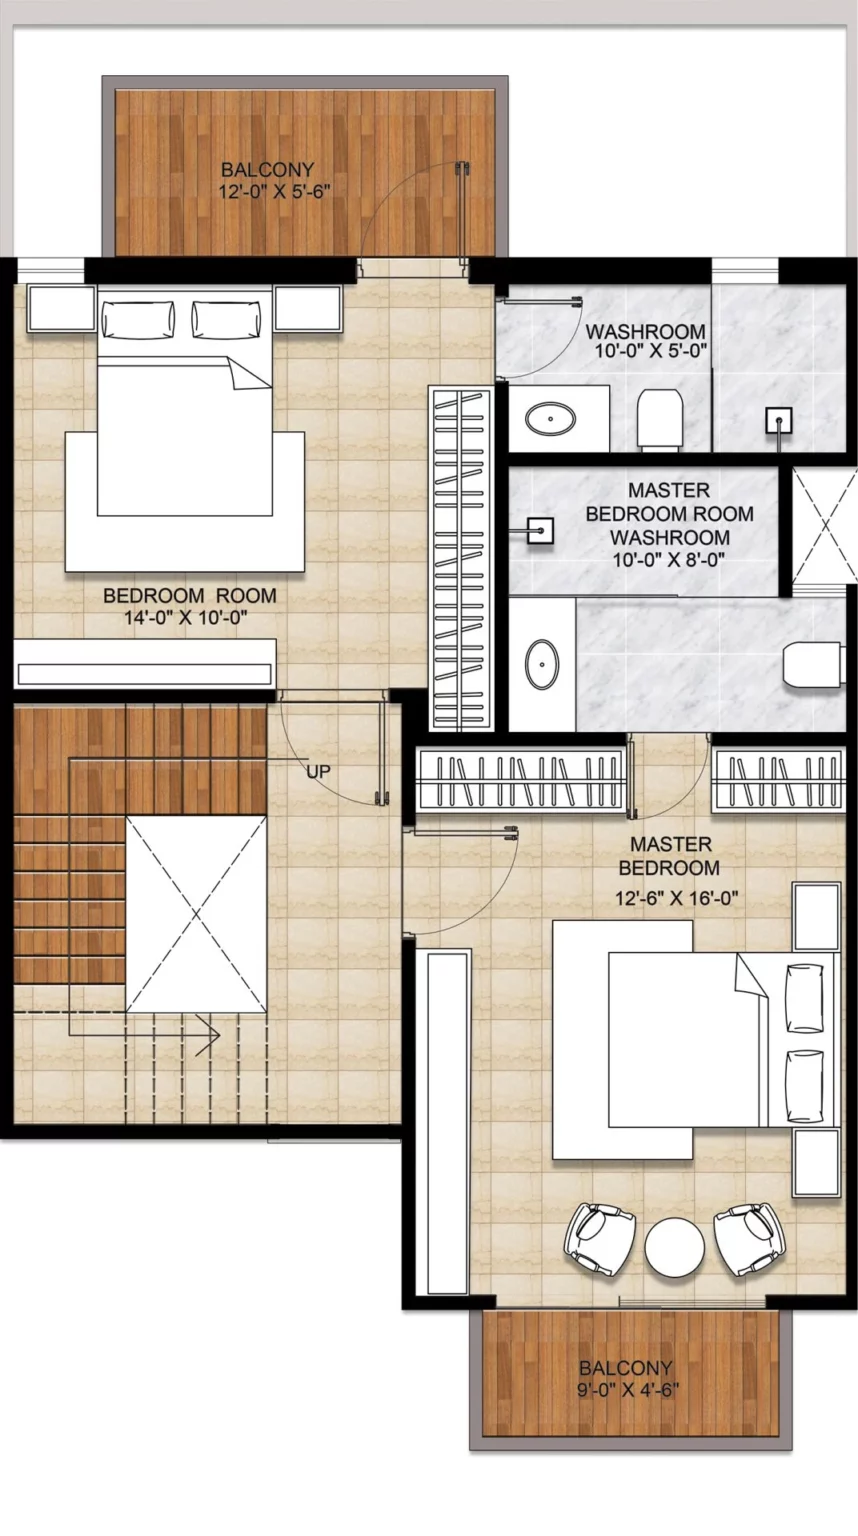 BALCONY
12'-0" X 5'-6"
WASHROOM
10'-0" X 5'-0"
MASTER
BEDROOM ROOM
WASHROOM
10'-0" X 8'-0"
BEDROOM ROOM
14'-0" X 10'-0"
UP
MASTER
BEDROOM
12'-6" X 16'-0"
BALCONY
9'-0" X 4'-6"